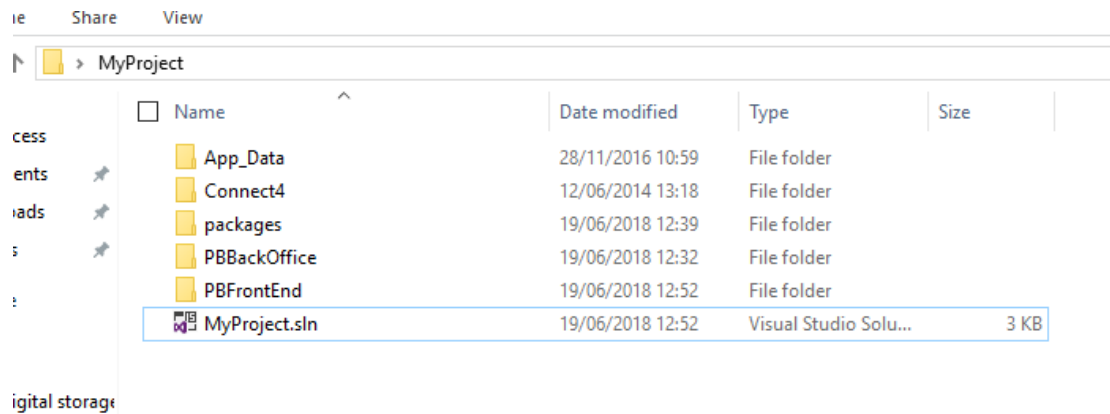 Share View
MyProject
Name Date modified Type Size
App_Data 28/11/2016 10:59 File folder
Connect4 12/06/2014 13:18 File folder
packages 19/06/2018 12:39 File folder
PBBackOffice 19/06/2018 12:32 File folder
PBFrontEnd 19/06/2018 12:52 File folder
MyProject.sln 19/06/2018 12:52 Visual Studio Solu... 3 KB
cess
ents
oads
s
e
igital storage